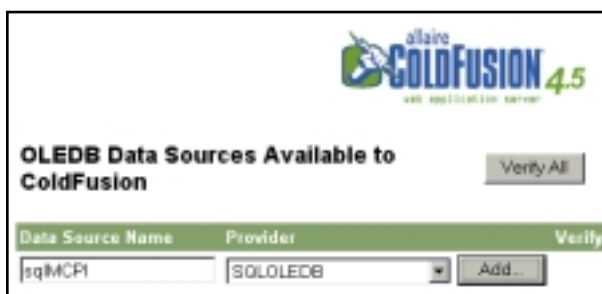 allaire
COLDFUSION 4.5
web application server
OLEDB Data Sources Available to
ColdFusion
Verify All
Data Source Name Provider Verify
SQLOLEDB Add...